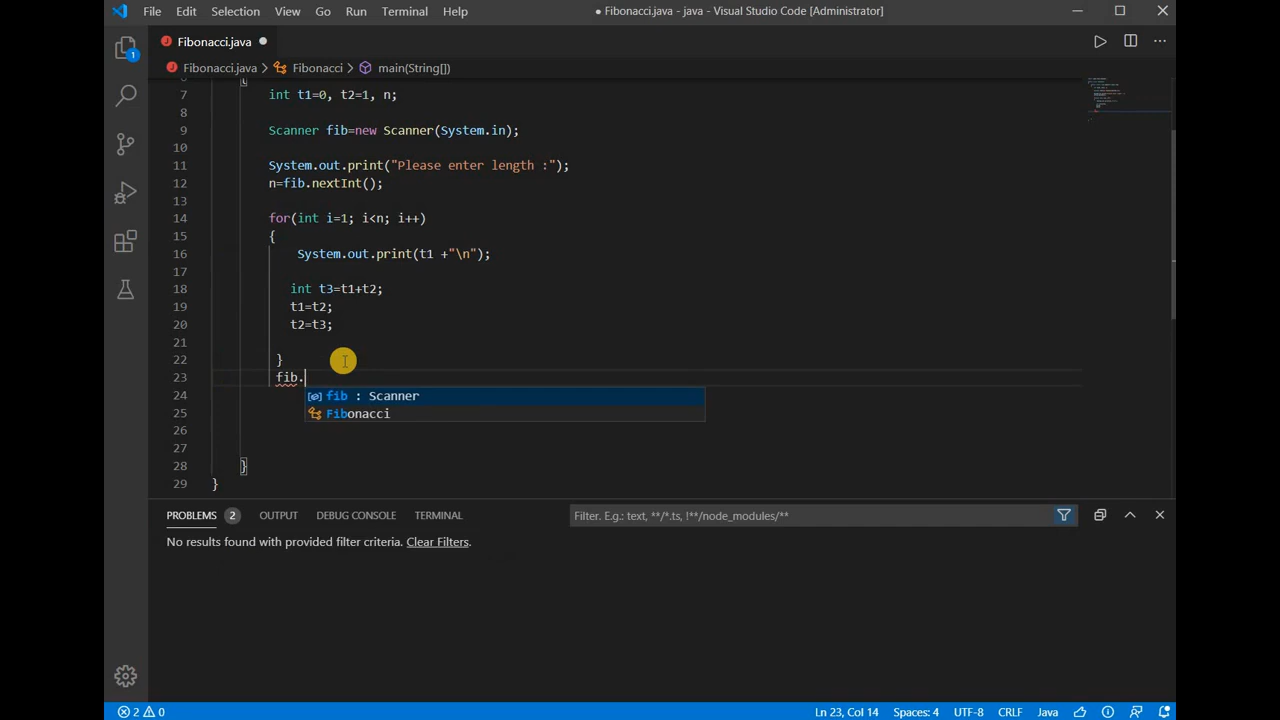 File Edit Selection View Go Run Terminal Help ● Fibonacci.java - java - Visual Studio Code [Administrator]
1
J Fibonacci.java ●
J Fibonacci.java > Fibonacci > main(String[])
6 {
7 int t1=0, t2=1, n;
8
9 Scanner fib=new Scanner(System.in);
10
11 System.out.print("Please enter length :");
12 n=fib.nextInt();
13
14 for(int i=1; i<n; i++)
15 {
16 System.out.print(t1 +"\n");
17
18 int t3=t1+t2;
19 t1=t2;
20 t2=t3;
21
22 }
23 fib.
24 fib : Scanner
25 Fibonacci
26
27
28 }
29 }
PROBLEMS 2 OUTPUT DEBUG CONSOLE TERMINAL Filter. E.g.: text, **/*.ts, !**/node_modules/**
No results found with provided filter criteria. Clear Filters.
2 0 Ln 23, Col 14 Spaces: 4 UTF-8 CRLF Java